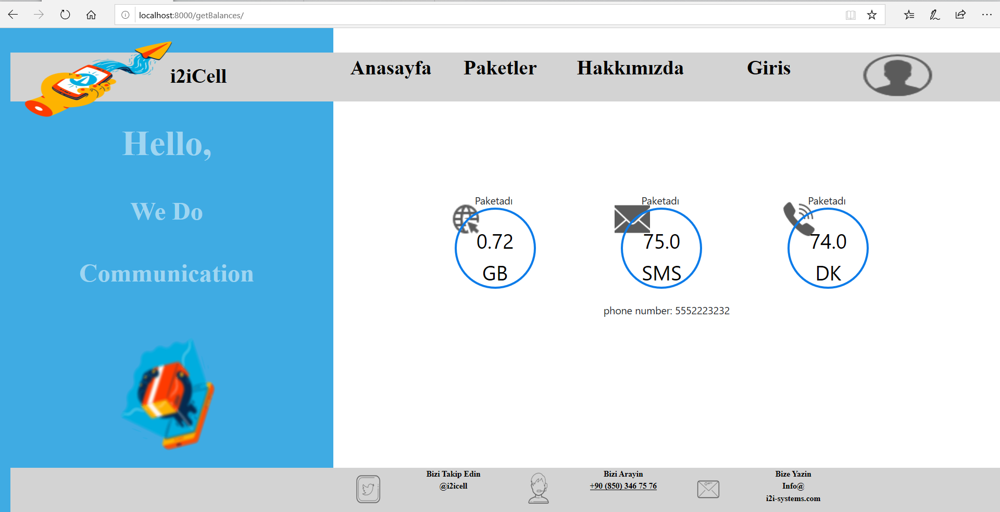 localhost:8000/getBalances/
i2iCell
Anasayfa
Paketler
Hakkımızda
Giris
Hello,
We Do
Communication
Paketadı
0.72
GB
Paketadı
75.0
SMS
Paketadı
74.0
DK
phone number: 5552223232
Bizi Takip Edin
@i2icell
Bizi Arayin
+90 (850) 346 75 76
Bize Yazin
Info@
i2i-systems.com